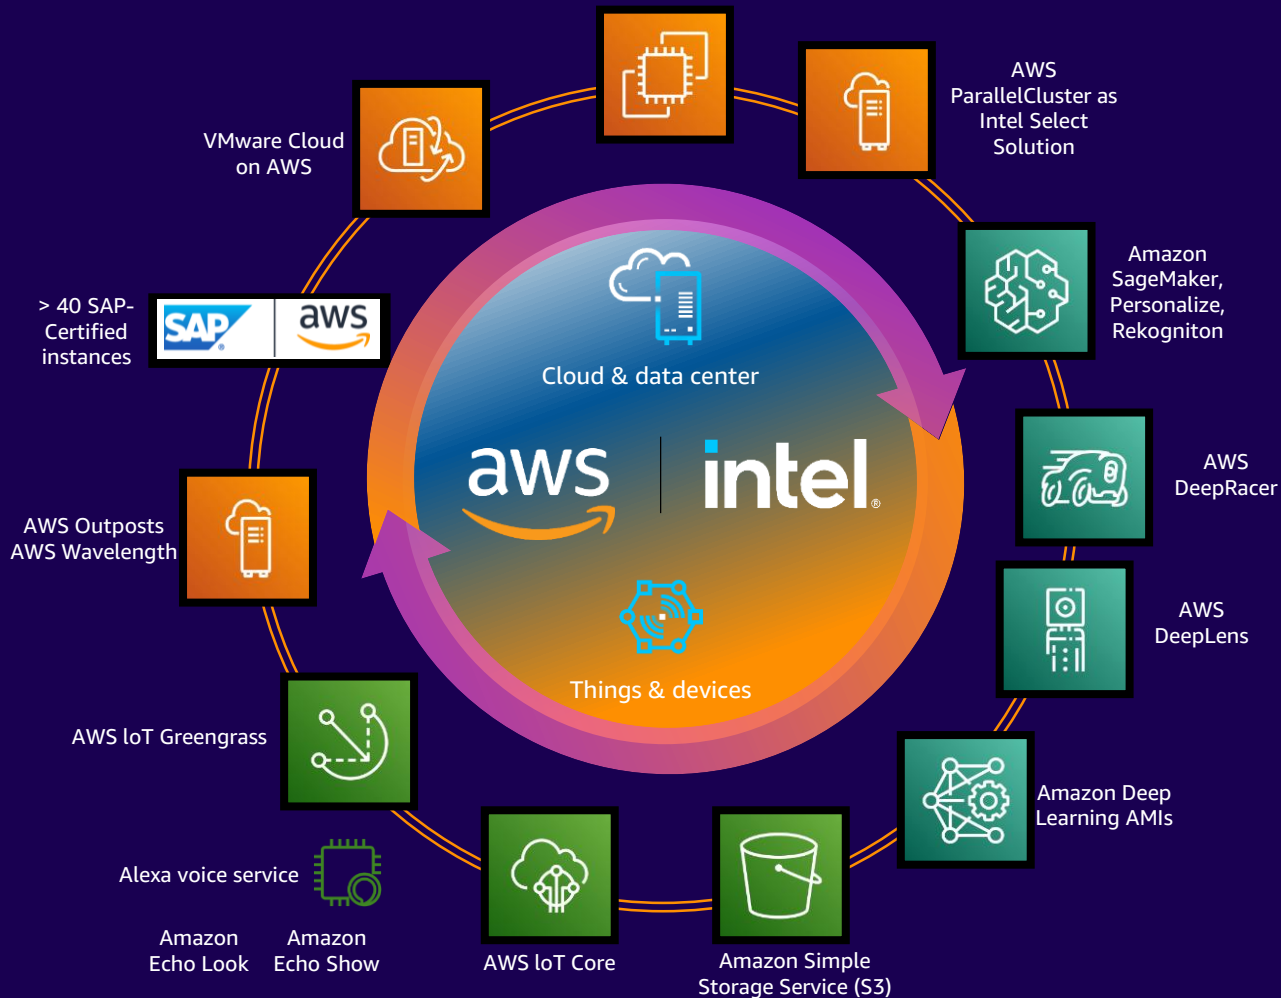 AWS
ParallelCluster as
Intel Select
Solution
VMware Cloud
on AWS
Amazon
SageMaker,
Personalize,
Rekogniton
> 40 SAP-
Certified
instances
SAP®
aws
Cloud & data center
aws
intel®
AWS
DeepRacer
AWS Outposts
AWS Wavelength
AWS
DeepLens
Things & devices
AWS loT Greengrass
Amazon Deep
Learning AMIs
Alexa voice service
Amazon
Echo Look
Amazon
Echo Show
AWS loT Core
Amazon Simple
Storage Service (S3)